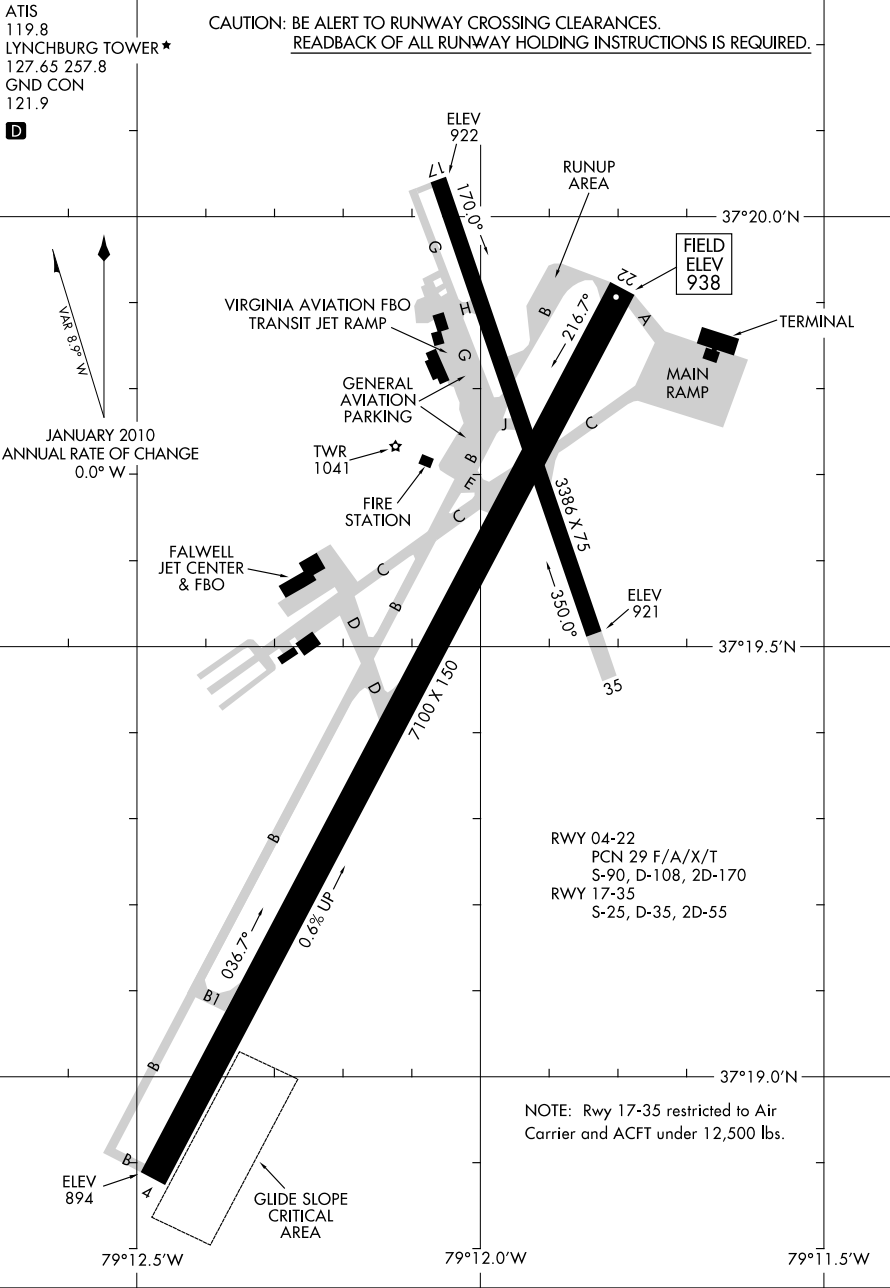 ATIS
119.8
LYNCHBURG TOWER★
127.65 257.8
GND CON
121.9
D
CAUTION: BE ALERT TO RUNWAY CROSSING CLEARANCES.
READBACK OF ALL RUNWAY HOLDING INSTRUCTIONS IS REQUIRED.
ELEV
922
17
170.0°
RUNUP
AREA
37°20.0'N
FIELD
ELEV
938
22
216.7°
G
H
B
A
VAR 8.9° W
VIRGINIA AVIATION FBO
TRANSIT JET RAMP
G
TERMINAL
MAIN
RAMP
GENERAL
AVIATION
PARKING
J
C
JANUARY 2010
ANNUAL RATE OF CHANGE
0.0° W
TWR
1041
B
E
C
FIRE
STATION
3386 X 75
FALWELL
JET CENTER
& FBO
C
B
D
350.0°
ELEV
921
37°19.5'N
D
35
7100 X 150
B
RWY 04-22
PCN 29 F/A/X/T
S-90, D-108, 2D-170
RWY 17-35
S-25, D-35, 2D-55
036.7°
0.6% UP
B1
B
37°19.0'N
NOTE: Rwy 17-35 restricted to Air
Carrier and ACFT under 12,500 lbs.
B
ELEV
894
4
GLIDE SLOPE
CRITICAL
AREA
79°12.5'W
79°12.0'W
79°11.5'W